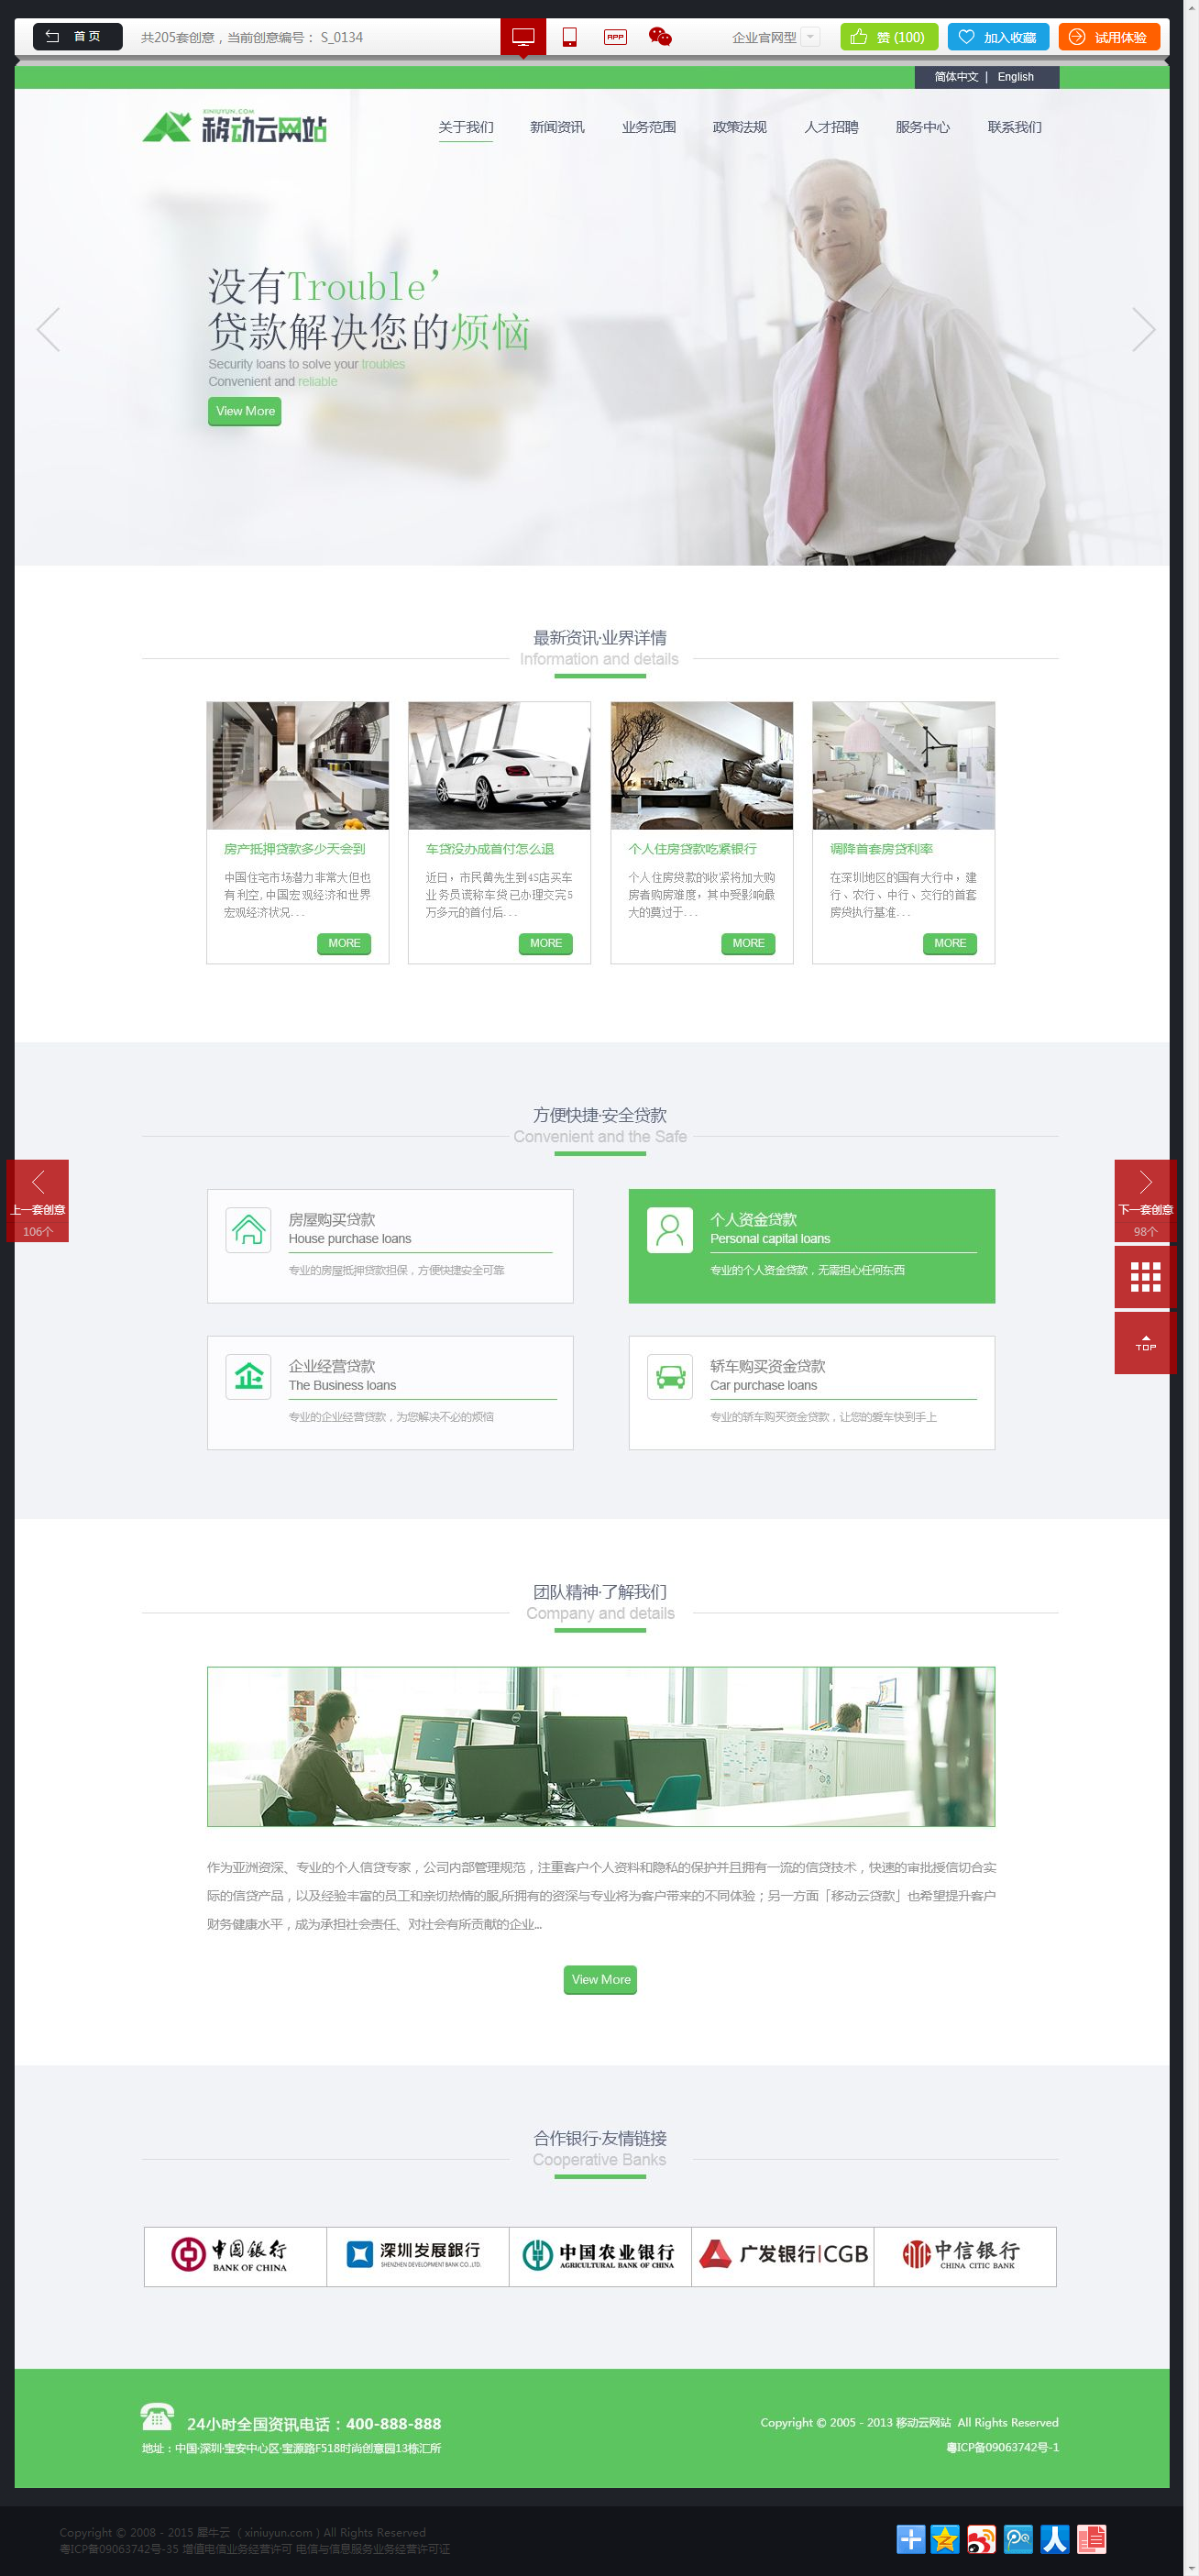 首 页
共205套创意，当前创意编号： S_0134
APP
企业官网型
赞 (100)
加入收藏
试用体验
简体中文 | English
XINIUYUN.COM
移动云网站
关于我们 新闻资讯 业务范围 政策法规 人才招聘 服务中心 联系我们
没有Trouble’
贷款解决您的烦恼
Security loans to solve your troubles
Convenient and reliable
View More
最新资讯·业界详情
Information and details
房产抵押贷款多少天会到
中国住宅市场潜力非常大但也
有利空,中国宏观经济和世界
宏观经济状况...
MORE
车贷没办成首付怎么退
近日，市民黄先生到4S店买车
业务员谎称车贷已办理交完5
万多元的首付后...
MORE
个人住房贷款吃紧银行
个人住房贷款的收紧将加大购
房者购房难度，其中受影响最
大的莫过于...
MORE
调降首套房贷利率
在深圳地区的国有大行中，建
行、农行、中行、交行的首套
房贷执行基准...
MORE
方便快捷·安全贷款
Convenient and the Safe
上一套创意
106个
下一套创意
98个
TOP
房屋购买贷款
House purchase loans
专业的房屋抵押贷款担保，方便快捷安全可靠
个人资金贷款
Personal capital loans
专业的个人资金贷款，无需担心任何东西
企业经营贷款
The Business loans
专业的企业经营贷款，为您解决不必的烦恼
轿车购买资金贷款
Car purchase loans
专业的轿车购买资金贷款，让您的爱车快到手上
团队精神·了解我们
Company and details
作为亚洲资深、专业的个人信贷专家，公司内部管理规范，注重客户个人资料和隐私的保护并且拥有一流的信贷技术，快速的审批授信切合实
际的信贷产品，以及经验丰富的员工和亲切热情的服,所拥有的资深与专业将为客户带来的不同体验；另一方面「移动云贷款」也希望提升客户
财务健康水平，成为承担社会责任、对社会有所贡献的企业...
View More
合作银行·友情链接
Cooperative Banks
中国银行
BANK OF CHINA
深圳发展銀行
SHENZHEN DEVELOPMENT BANK CO., LTD.
中国农业银行
AGRICULTURAL BANK OF CHINA
广发银行|CGB
中信银行
CHINA CITIC BANK
24小时全国资讯电话：400-888-888
地址：中国·深圳·宝安中心区·宝源路F518时尚创意园13栋汇所
Copyright © 2005 - 2013 移动云网站 All Rights Reserved
粤ICP备09063742号-1
Copyright © 2008 - 2015 犀牛云 ( xiniuyun.com ) All Rights Reserved
粤ICP备09063742号-35 增值电信业务经营许可 电信与信息服务业务经营许可证